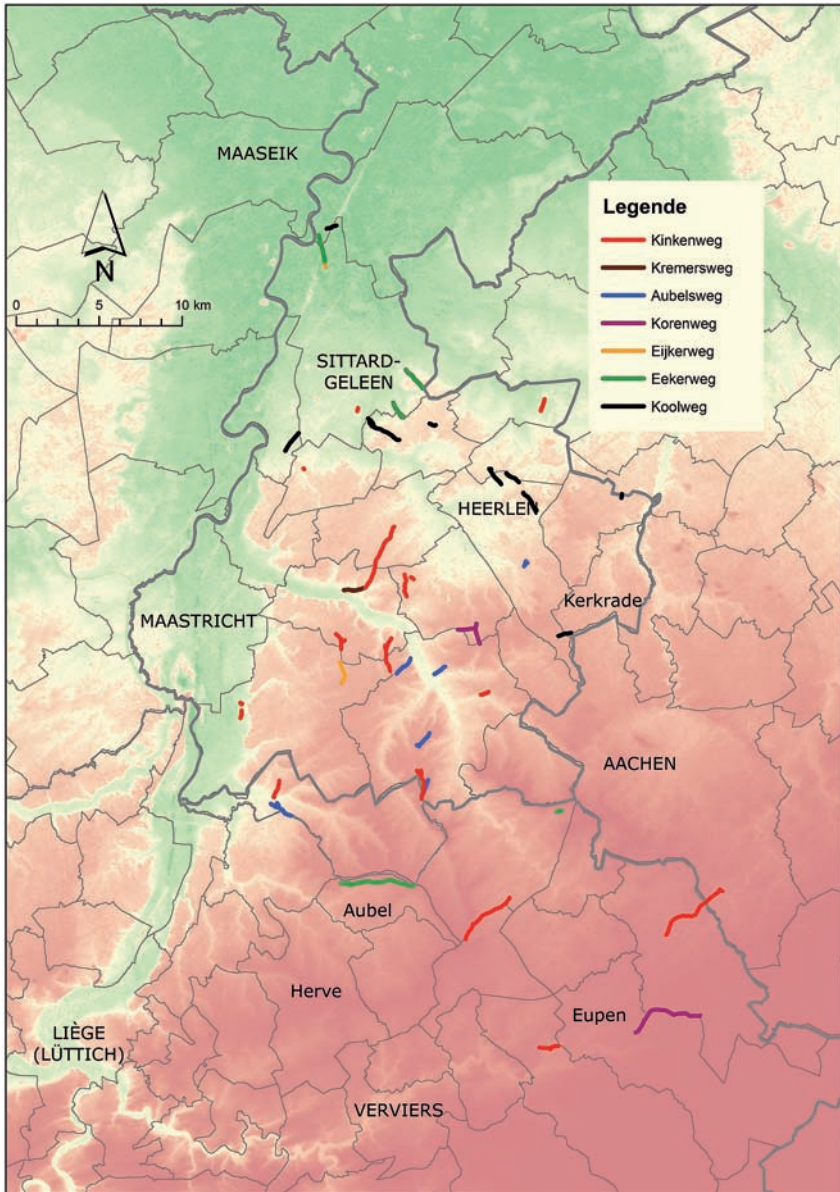 MAASEIK
N
0 5 10 km
Legende
Kinkenweg
Kremersweg
Aubelsweg
Korenweg
Eijkerweg
Eekerweg
Koolweg
SITTARD-
GELEEN
HEERLEN
MAASTRICHT
Kerkrade
AACHEN
Aubel
Herve
Eupen
LIÈGE
(LÜTTICH)
VERVIERS